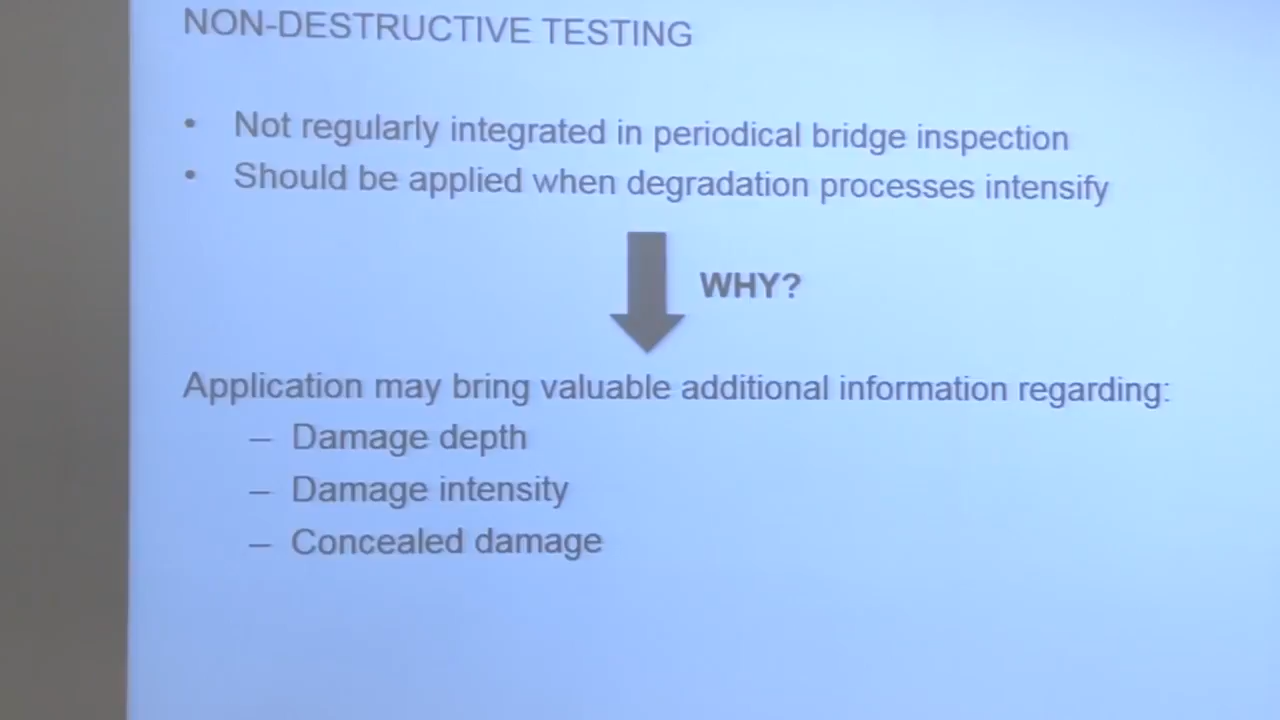 NON-DESTRUCTIVE TESTING
• Not regularly integrated in periodical bridge inspection
• Should be applied when degradation processes intensify
WHY?
Application may bring valuable additional information regarding:
– Damage depth
– Damage intensity
– Concealed damage